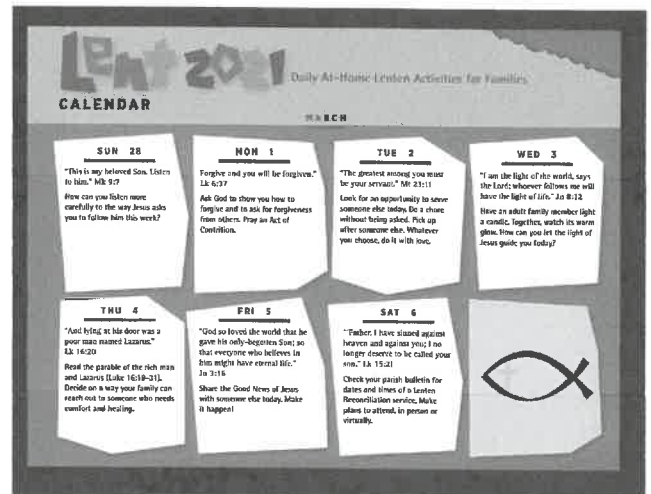 Lent 2021
Daily At-Home Lenten Activities for Families
CALENDAR
MARCH
SUN 28
"This is my beloved Son. Listen
to him." Mk 9:7
How can you listen more
carefully to the way Jesus asks
you to follow him this week?
MON 1
Forgive and you will be forgiven."
Lk 6:37
Ask God to show you how to
forgive and to ask for forgiveness
from others. Pray an Act of
Contrition.
TUE 2
"The greatest among you must
be your servant." Mt 23:11
Look for an opportunity to serve
someone else today. Do a chore
without being asked. Pick up
after someone else. Whatever
you choose, do it with love.
WED 3
"I am the light of the world, says
the Lord; whoever follows me will
have the light of life." Jn 8:12
Have an adult family member light
a candle. Together, watch its warm
glow. How can you let the light of
Jesus guide you today?
THU 4
"And lying at his door was a
poor man named Lazarus."
Lk 16:20
Read the parable of the rich man
and Lazarus (Luke 16:19-31).
Decide on a way your family can
reach out to someone who needs
comfort and healing.
FRI 5
"God so loved the world that he
gave his only-begotten Son; so
that everyone who believes in
him might have eternal life."
Jn 3:16
Share the Good News of Jesus
with someone else today. Make
it happen!
SAT 6
"Father, I have sinned against
heaven and against you; I no
longer deserve to be called your
son." Lk 15:21
Check your parish bulletin for
dates and times of a Lenten
Reconciliation service. Make
plans to attend, in person or
virtually.